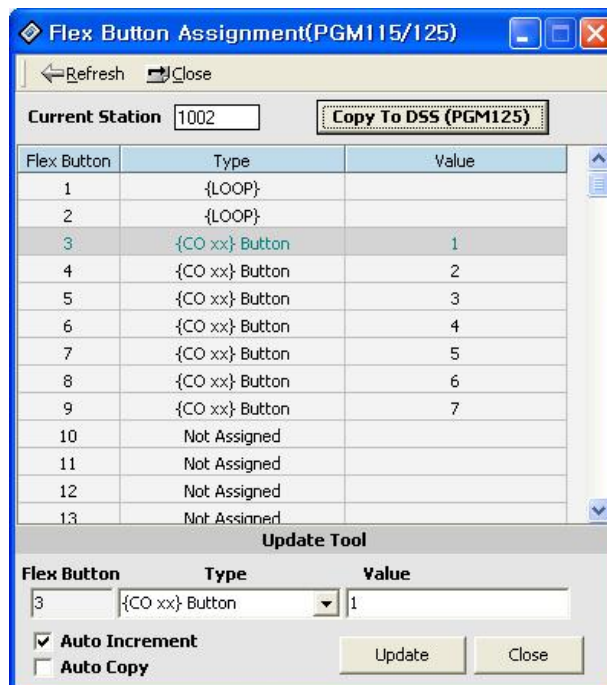 Flex Button Assignment(PGM115/125)
Refresh Close
Current Station 1002 Copy To DSS (PGM125)
Flex Button Type Value
1 {LOOP}
2 {LOOP}
3 {CO xx} Button 1
4 {CO xx} Button 2
5 {CO xx} Button 3
6 {CO xx} Button 4
7 {CO xx} Button 5
8 {CO xx} Button 6
9 {CO xx} Button 7
10 Not Assigned
11 Not Assigned
12 Not Assigned
13 Not Assigned
Update Tool
Flex Button Type Value
3 {CO xx} Button 1
Auto Increment
Auto Copy
Update Close